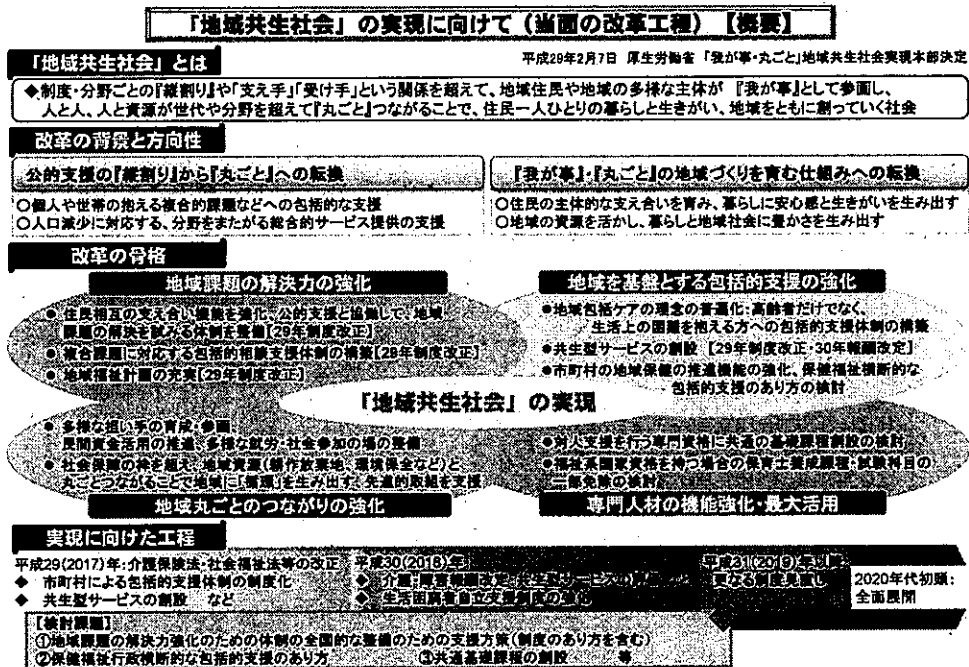 「地域共生社会」の実現に向けて（当面の改革工程）【概要】
平成29年2月7日 厚生労働省 「我が事・丸ごと」地域共生社会実現本部決定
「地域共生社会」とは
◆制度・分野ごとの『縦割り』や「支え手」「受け手」という関係を超えて、地域住民や地域の多様な主体が 『我が事』として参画し、
人と人、人と資源が世代や分野を超えて『丸ごと』つながることで、住民一人ひとりの暮らしと生きがい、地域をともに創っていく社会
改革の背景と方向性
公的支援の『縦割り』から『丸ごと』への転換
○個人や世帯の抱える複合的課題などへの包括的な支援
○人口減少に対応する、分野をまたがる総合的サービス提供の支援
『我が事』・『丸ごと』の地域づくりを育む仕組みへの転換
○住民の主体的な支え合いを育み、暮らしに安心感と生きがいを生み出す
○地域の資源を活かし、暮らしと地域社会に豊かさを生み出す
改革の骨格
地域課題の解決力の強化
● 住民相互の支え合い機能を強化、公的支援と協働して、地域
課題の解決を試みる体制を整備【29年制度改正】
● 複合課題に対応する包括的相談支援体制の構築【29年制度改正】
● 地域福祉計画の充実【29年制度改正】
地域を基盤とする包括的支援の強化
●地域包括ケアの理念の普遍化:高齢者だけでなく、
生活上の困難を抱える方への包括的支援体制の構築
●共生型サービスの創設 【29年制度改正・30年報酬改定】
●市町村の地域保健の推進機能の強化、保健福祉横断的な
包括的支援のあり方の検討
「地域共生社会」の実現
● 多様な担い手の育成・参画、
民間資金活用の推進、多様な就労・社会参加の場の整備
● 社会保障の枠を超え、地域資源(耕作放棄地、環境保全など)と
丸ごとつながることで地域に「循環」を生み出す、先進的取組を支援
地域丸ごとのつながりの強化
●対人支援を行う専門資格に共通の基礎課程創設の検討
●福祉系国家資格を持つ場合の保育士養成課程・試験科目の
一部免除の検討
専門人材の機能強化・最大活用
実現に向けた工程
平成29(2017)年:介護保険法・社会福祉法等の改正
◆ 市町村による包括的支援体制の制度化
◆ 共生型サービスの創設 など
平成30(2018)年:
◆ 介護・障害報酬改定:共生型サービスの
◆ 生活困窮者自立支援制度の強化
平成31(2019)年以降:
更なる制度見直し
2020年代初頭:
全面展開
【検討課題】
①地域課題の解決力強化のための体制の全国的な整備のための支援方策(制度のあり方を含む)
②保健福祉行政横断的な包括的支援のあり方 ③共通基礎課程の創設 等